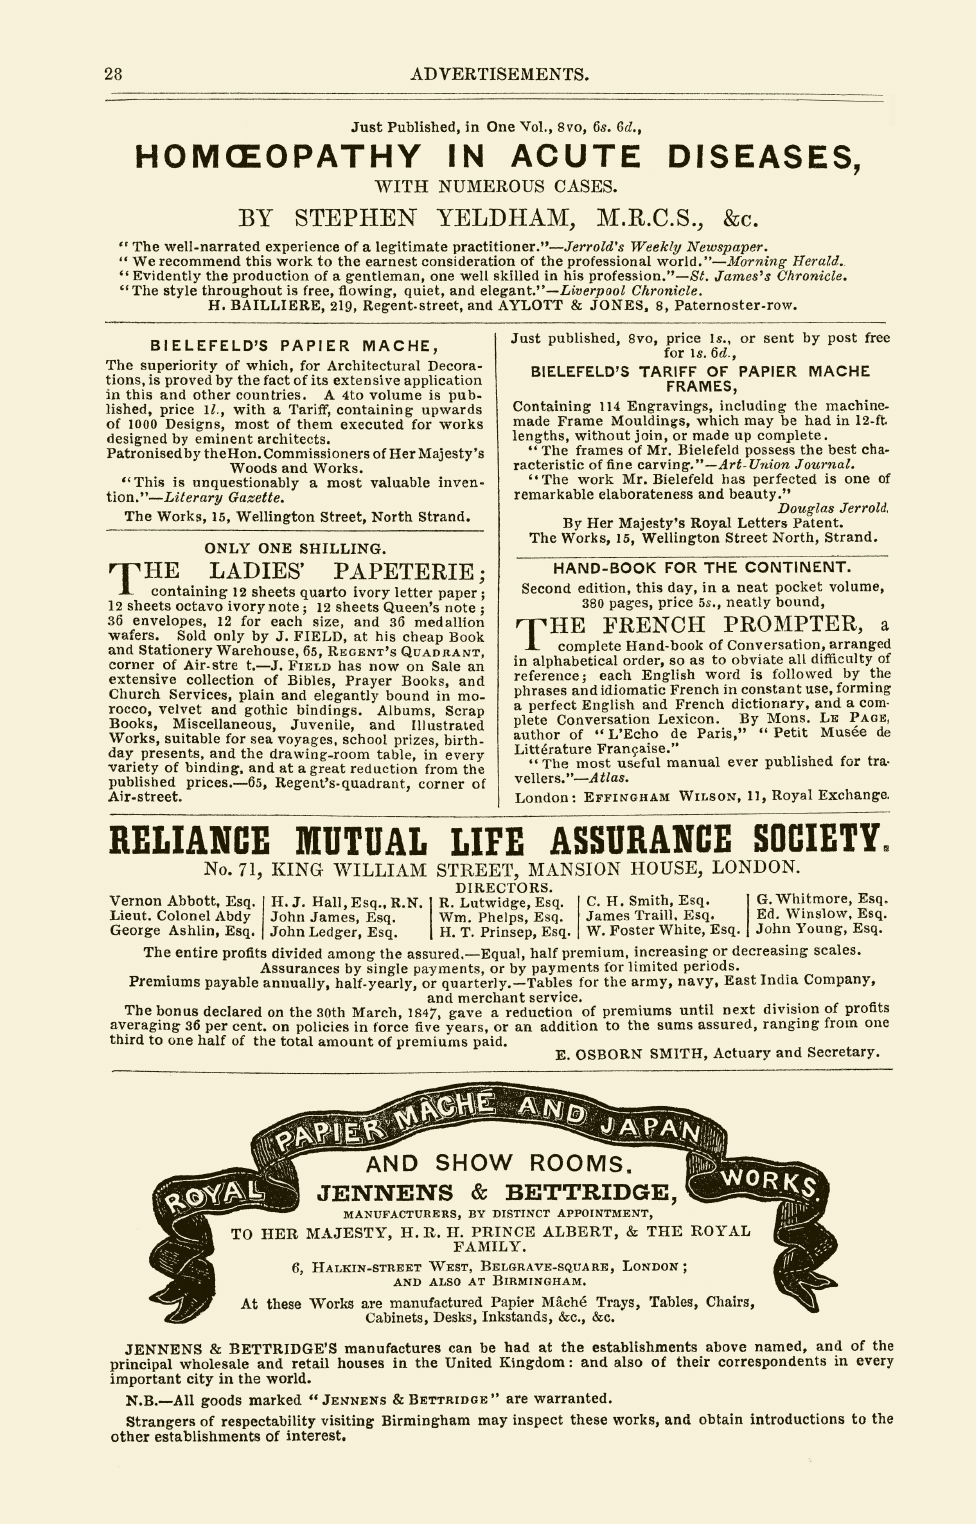 28
ADVERTISEMENTS.
Just Published, in One Vol., 8vo, 6s. 6d.,
HOMŒOPATHY IN ACUTE DISEASES,
WITH NUMEROUS CASES.
BY STEPHEN YELDHAM, M.R.C.S., &c.
“The well-narrated experience of a legitimate practitioner.”—Jerrold's Weekly Newspaper.
“We recommend this work to the earnest consideration of the professional world.”—Morning Herald.
“Evidently the production of a gentleman, one well skilled in his profession.”—St. James's Chronicle.
“The style throughout is free, flowing, quiet, and elegant.”—Liverpool Chronicle.
H. BAILLIERE, 219, Regent-street, and AYLOTT & JONES, 8, Paternoster-row.
BIELEFELD'S PAPIER MACHE,
The superiority of which, for Architectural Decora-
tions, is proved by the fact of its extensive application
in this and other countries. A 4to volume is pub-
lished, price 1l., with a Tariff, containing upwards
of 1000 Designs, most of them executed for works
designed by eminent architects.
Patronised by the Hon. Commissioners of Her Majesty's
Woods and Works.
“This is unquestionably a most valuable inven-
tion.”—Literary Gazette.
The Works, 15, Wellington Street, North Strand.
ONLY ONE SHILLING.
THE LADIES' PAPETERIE;
containing 12 sheets quarto ivory letter paper;
12 sheets octavo ivory note; 12 sheets Queen's note;
36 envelopes, 12 for each size, and 36 medallion
wafers. Sold only by J. FIELD, at his cheap Book
and Stationery Warehouse, 65, REGENT'S QUADRANT,
corner of Air-stre t.—J. FIELD has now on Sale an
extensive collection of Bibles, Prayer Books, and
Church Services, plain and elegantly bound in mo-
rocco, velvet and gothic bindings. Albums, Scrap
Books, Miscellaneous, Juvenile, and Illustrated
Works, suitable for sea voyages, school prizes, birth-
day presents, and the drawing-room table, in every
variety of binding, and at a great reduction from the
published prices.—65, Regent's-quadrant, corner of
Air-street.
Just published, 8vo, price 1s., or sent by post free
for 1s. 6d.,
BIELEFELD'S TARIFF OF PAPIER MACHE
FRAMES,
Containing 114 Engravings, including the machine-
made Frame Mouldings, which may be had in 12-ft.
lengths, without join, or made up complete.
“The frames of Mr. Bielefeld possess the best cha-
racteristic of fine carving.”—Art-Union Journal.
“The work Mr. Bielefeld has perfected is one of
remarkable elaborateness and beauty.”
Douglas Jerrold.
By Her Majesty's Royal Letters Patent.
The Works, 15, Wellington Street North, Strand.
HAND-BOOK FOR THE CONTINENT.
Second edition, this day, in a neat pocket volume,
380 pages, price 5s., neatly bound,
THE FRENCH PROMPTER, a
complete Hand-book of Conversation, arranged
in alphabetical order, so as to obviate all difficulty of
reference; each English word is followed by the
phrases and idiomatic French in constant use, forming
a perfect English and French dictionary, and a com-
plete Conversation Lexicon. By Mons. LE PAGE,
author of “L'Echo de Paris,” “Petit Musée de
Littérature Française.”
“The most useful manual ever published for tra-
vellers.”—Atlas.
London: EFFINGHAM WILSON, 11, Royal Exchange.
RELIANCE MUTUAL LIFE ASSURANCE SOCIETY.
No. 71, KING WILLIAM STREET, MANSION HOUSE, LONDON.
DIRECTORS.
Vernon Abbott, Esq. | H. J. Hall, Esq., R.N. | R. Lutwidge, Esq. | C. H. Smith, Esq. | G. Whitmore, Esq.
Lieut. Colonel Abdy | John James, Esq. | Wm. Phelps, Esq. | James Traill, Esq. | Ed. Winslow, Esq.
George Ashlin, Esq. | John Ledger, Esq. | H. T. Prinsep, Esq. | W. Foster White, Esq. | John Young, Esq.
The entire profits divided among the assured.—Equal, half premium, increasing or decreasing scales.
Assurances by single payments, or by payments for limited periods.
Premiums payable annually, half-yearly, or quarterly.—Tables for the army, navy, East India Company,
and merchant service.
The bonus declared on the 30th March, 1847, gave a reduction of premiums until next division of profits
averaging 36 per cent. on policies in force five years, or an addition to the sums assured, ranging from one
third to one half of the total amount of premiums paid.
E. OSBORN SMITH, Actuary and Secretary.
ROYAL PAPIER MÂCHÉ AND JAPAN WORKS.
AND SHOW ROOMS.
JENNENS & BETTRIDGE,
MANUFACTURERS, BY DISTINCT APPOINTMENT,
TO HER MAJESTY, H. R. H. PRINCE ALBERT, & THE ROYAL
FAMILY.
6, HALKIN-STREET WEST, BELGRAVE-SQUARE, LONDON;
AND ALSO AT BIRMINGHAM.
At these Works are manufactured Papier Mâché Trays, Tables, Chairs,
Cabinets, Desks, Inkstands, &c., &c.
JENNENS & BETTRIDGE'S manufactures can be had at the establishments above named, and of the
principal wholesale and retail houses in the United Kingdom: and also of their correspondents in every
important city in the world.
N.B.—All goods marked “JENNENS & BETTRIDGE” are warranted.
Strangers of respectability visiting Birmingham may inspect these works, and obtain introductions to the
other establishments of interest.